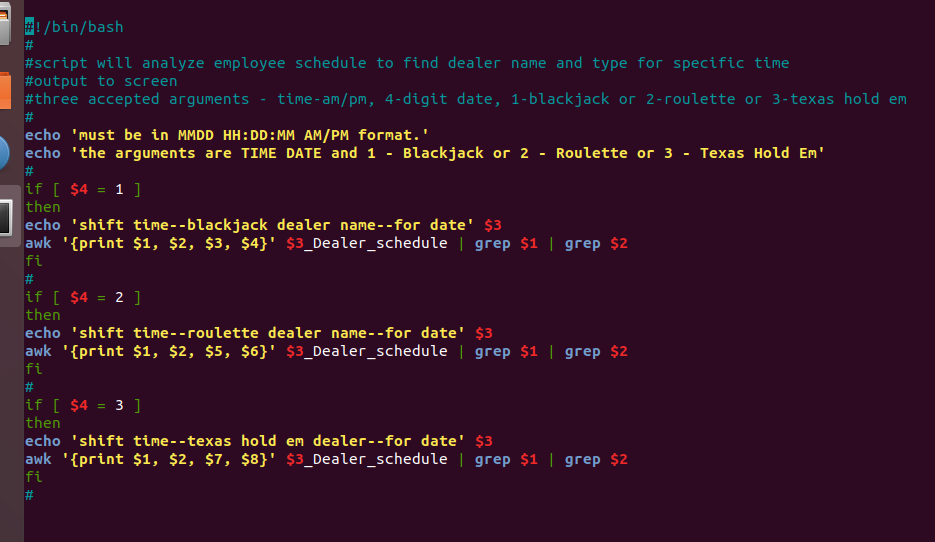 #!/bin/bash
#
#script will analyze employee schedule to find dealer name and type for specific time
#output to screen
#three accepted arguments - time-am/pm, 4-digit date, 1-blackjack or 2-roulette or 3-texas hold em
#
echo 'must be in MMDD HH:DD:MM AM/PM format.'
echo 'the arguments are TIME DATE and 1 - Blackjack or 2 - Roulette or 3 - Texas Hold Em'
#
if [ $4 = 1 ]
then
echo 'shift time--blackjack dealer name--for date' $3
awk '{print $1, $2, $3, $4}' $3_Dealer_schedule | grep $1 | grep $2
fi
#
if [ $4 = 2 ]
then
echo 'shift time--roulette dealer name--for date' $3
awk '{print $1, $2, $5, $6}' $3_Dealer_schedule | grep $1 | grep $2
fi
#
if [ $4 = 3 ]
then
echo 'shift time--texas hold em dealer--for date' $3
awk '{print $1, $2, $7, $8}' $3_Dealer_schedule | grep $1 | grep $2
fi
#